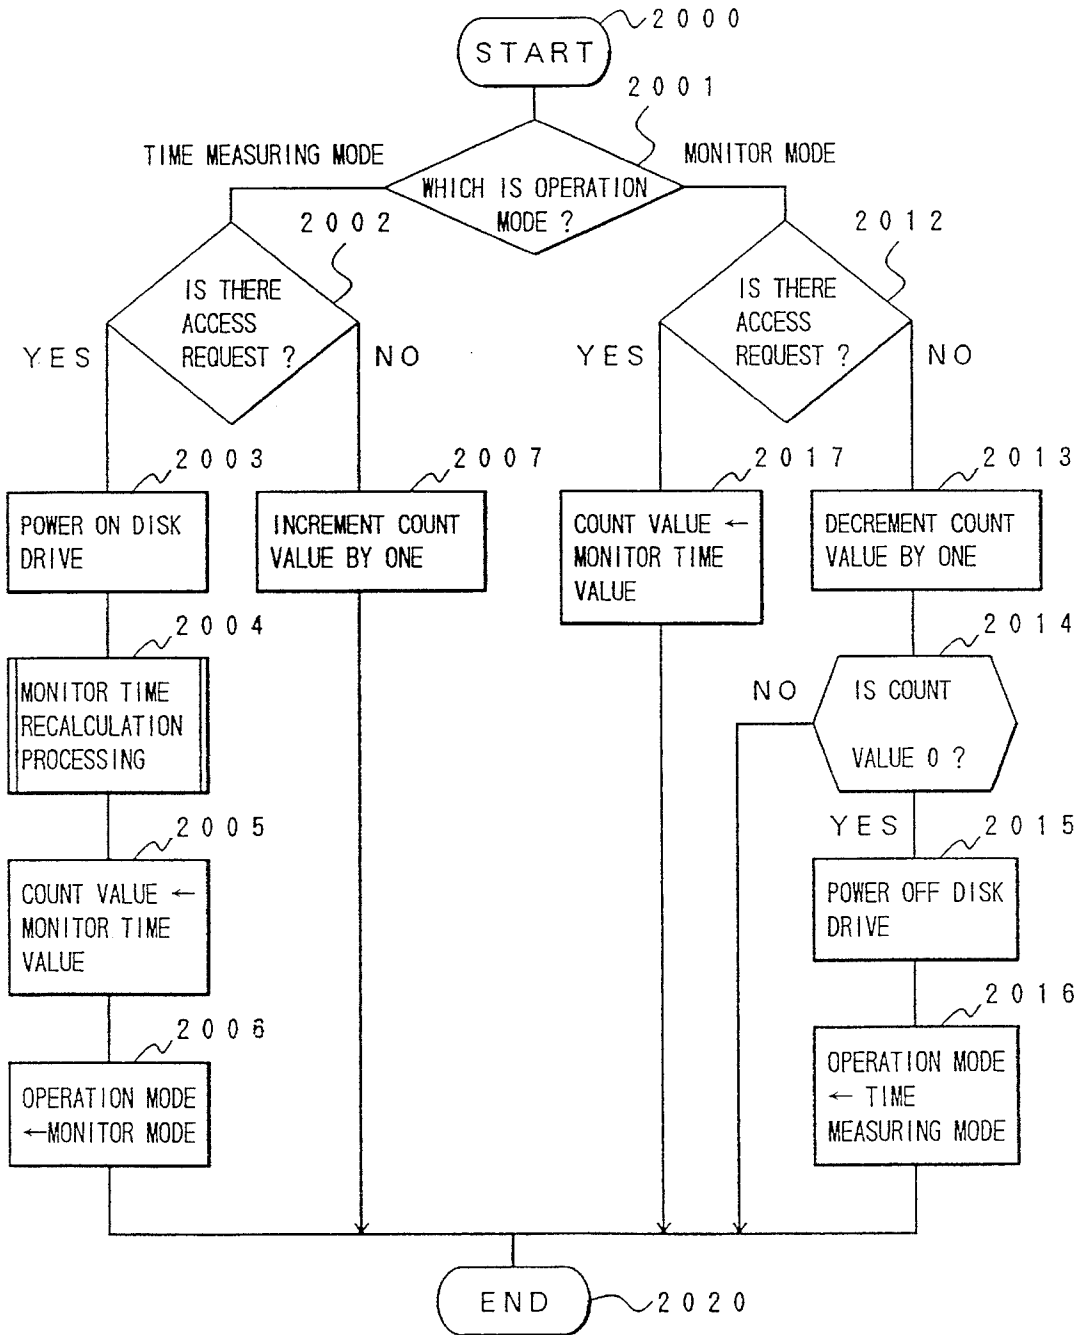 2000
START
2001
TIME MEASURING MODE
MONITOR MODE
WHICH IS OPERATION
MODE ?
2002
2012
IS THERE
ACCESS
REQUEST ?
YES
NO
IS THERE
ACCESS
REQUEST ?
YES
NO
2003
POWER ON DISK
DRIVE
2007
INCREMENT COUNT
VALUE BY ONE
2017
COUNT VALUE ←
MONITOR TIME
VALUE
2013
DECREMENT COUNT
VALUE BY ONE
2004
MONITOR TIME
RECALCULATION
PROCESSING
2014
NO
IS COUNT
VALUE 0 ?
YES
2005
COUNT VALUE ←
MONITOR TIME
VALUE
2015
POWER OFF DISK
DRIVE
2006
OPERATION MODE
←MONITOR MODE
2016
OPERATION MODE
← TIME
MEASURING MODE
END
2020